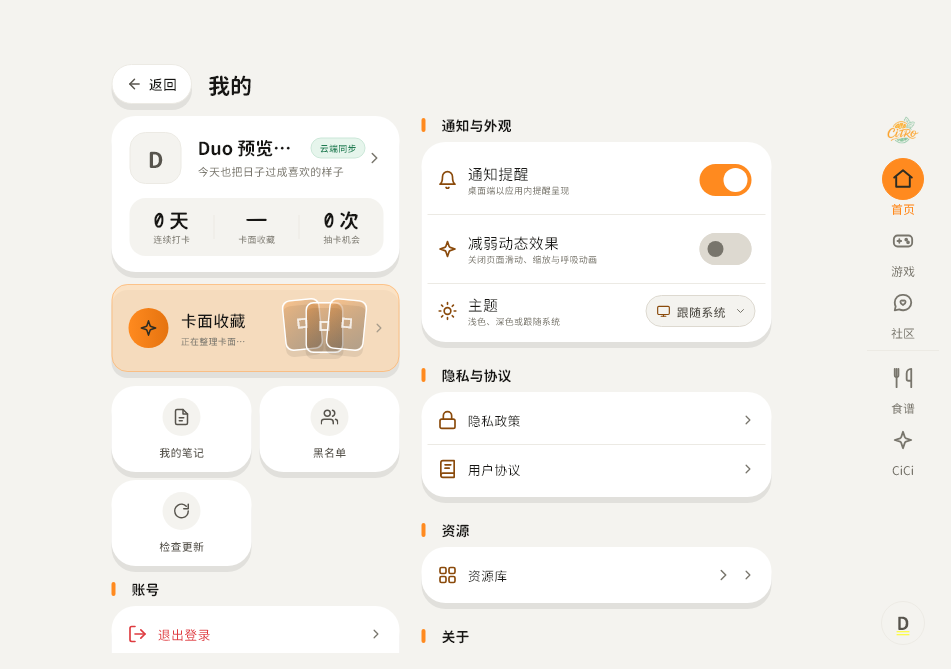 返回
我的
D
Duo 预览…
云端同步
今天也把日子过成喜欢的样子
0 天
一
0 次
连续打卡
卡面收藏
抽卡机会
卡面收藏
正在整理卡面…
我的笔记
黑名单
检查更新
账号
退出登录
通知与外观
通知提醒
桌面端以应用内提醒呈现
减弱动态效果
关闭页面滑动、缩放与呼吸动画
主题
浅色、深色或跟随系统
跟随系统
隐私与协议
隐私政策
用户协议
资源
资源库
关于
Citro
首页
游戏
社区
食谱
CiCi
D